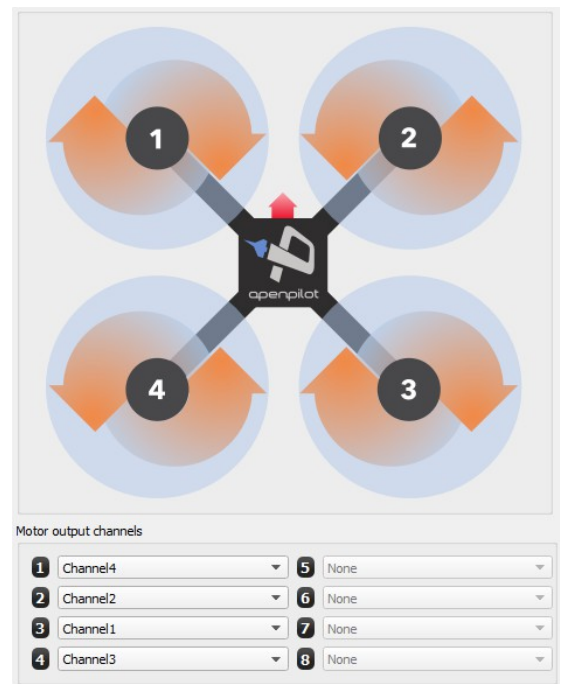 1
2
openpilot
4
3
Motor output channels
1 Channel4 5 None
2 Channel2 6 None
3 Channel1 7 None
4 Channel3 8 None